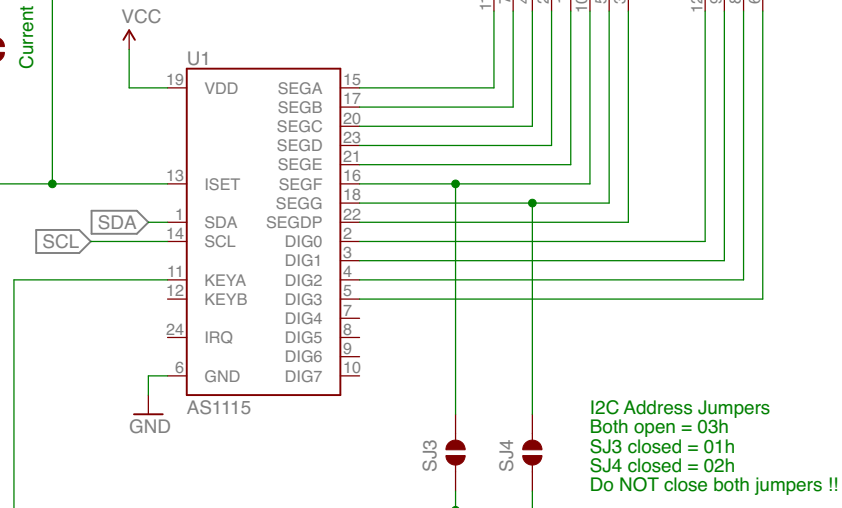 VCC
Current
U1
19 VDD
13 ISET
SDA 1 SDA
SCL 14 SCL
11 KEYA
12 KEYB
24 IRQ
6 GND
SEGA 15
SEGB 17
SEGC 20
SEGD 23
SEGE 21
SEGF 16
SEGG 18
SEGDP 22
DIG0 2
DIG1 3
DIG2 4
DIG3 5
DIG4 7
DIG5 8
DIG6 9
DIG7 10
AS1115
GND
SJ3
SJ4
I2C Address Jumpers
Both open = 03h
SJ3 closed = 01h
SJ4 closed = 02h
Do NOT close both jumpers !!